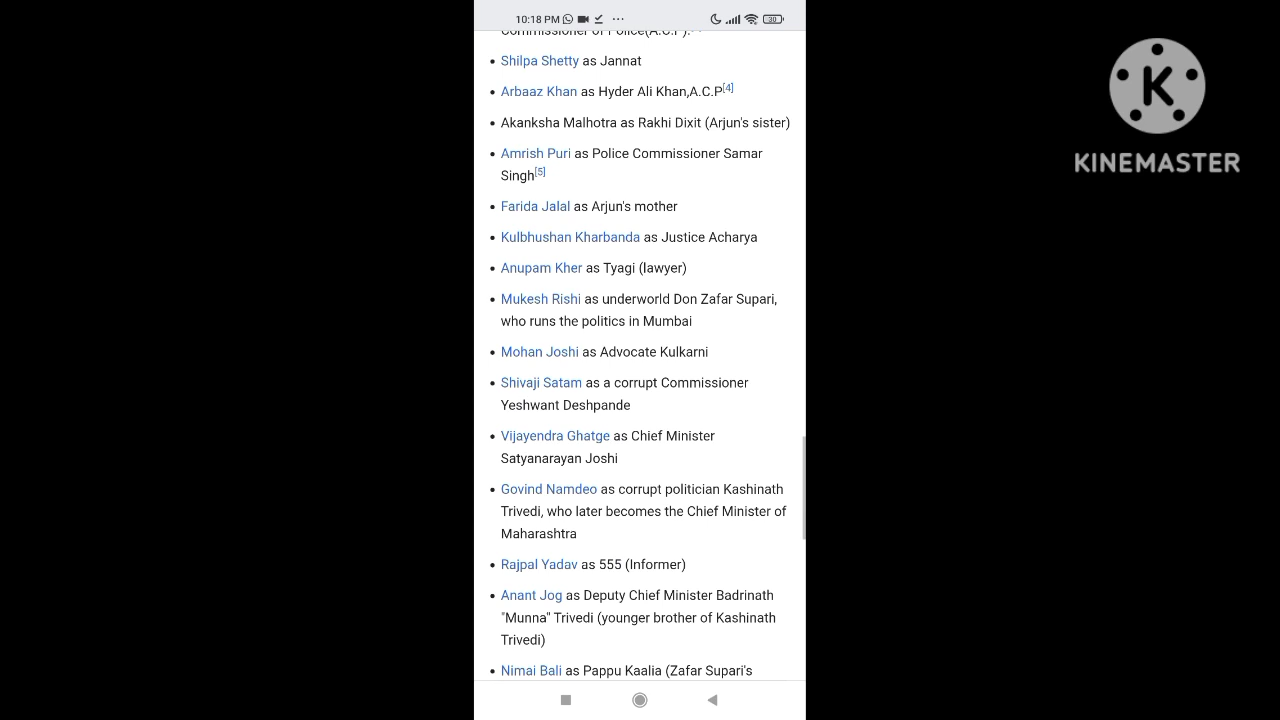 10:18 PM
30
Commissioner of Police(A.C.P).
Shilpa Shetty as Jannat
Arbaaz Khan as Hyder Ali Khan,A.C.P[4]
Akanksha Malhotra as Rakhi Dixit (Arjun's sister)
Amrish Puri as Police Commissioner Samar
Singh[5]
Farida Jalal as Arjun's mother
Kulbhushan Kharbanda as Justice Acharya
Anupam Kher as Tyagi (lawyer)
Mukesh Rishi as underworld Don Zafar Supari,
who runs the politics in Mumbai
Mohan Joshi as Advocate Kulkarni
Shivaji Satam as a corrupt Commissioner
Yeshwant Deshpande
Vijayendra Ghatge as Chief Minister
Satyanarayan Joshi
Govind Namdeo as corrupt politician Kashinath
Trivedi, who later becomes the Chief Minister of
Maharashtra
Rajpal Yadav as 555 (Informer)
Anant Jog as Deputy Chief Minister Badrinath
"Munna" Trivedi (younger brother of Kashinath
Trivedi)
Nimai Bali as Pappu Kaalia (Zafar Supari's
K
KINEMASTER